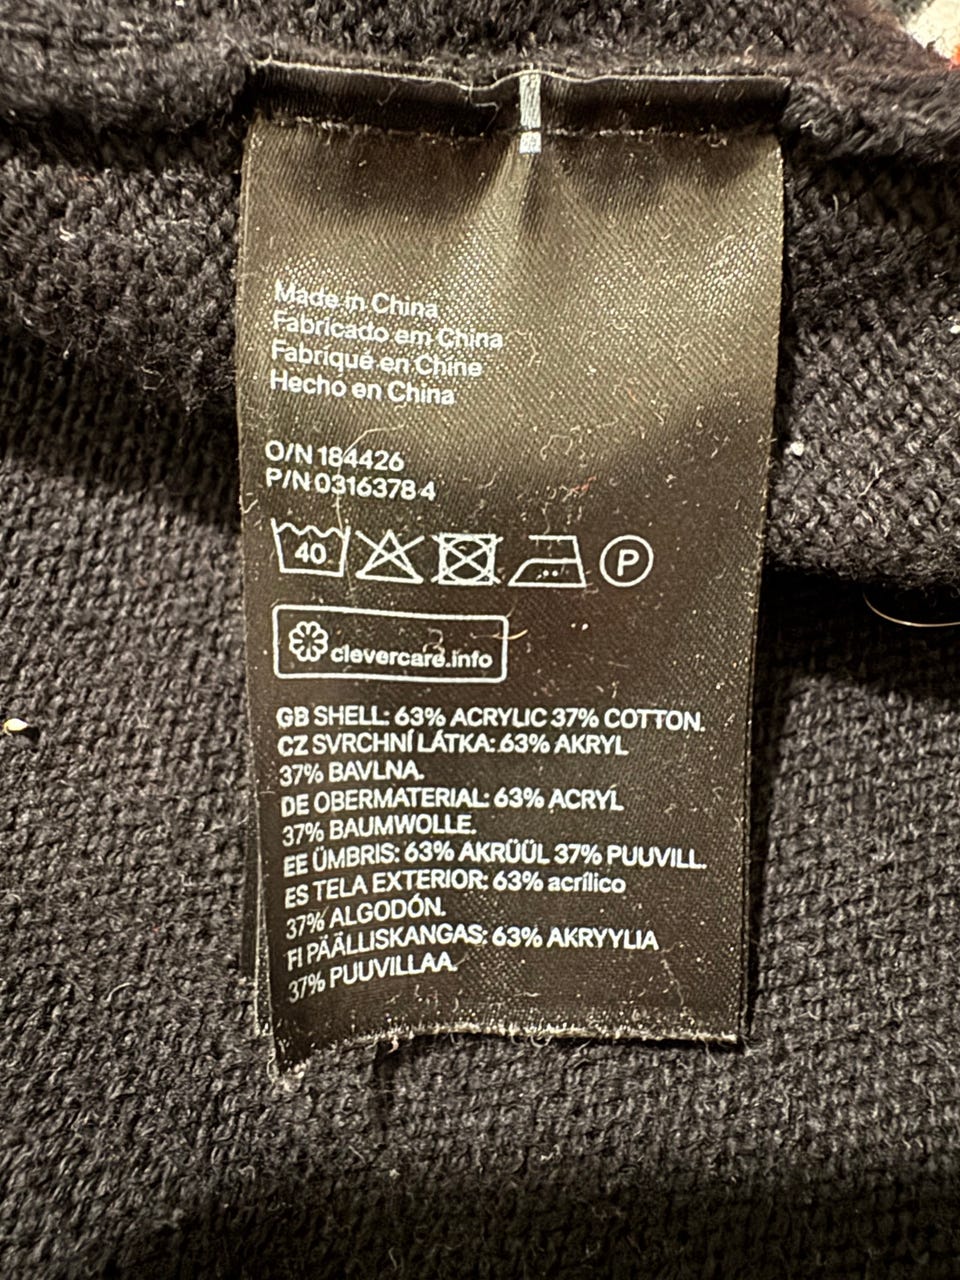 Made in China
Fabricado em China
Fabriqué en Chine
Hecho en China
O/N 184426
P/N 0316378 4
40
P
clevercare.info
GB SHELL: 63% ACRYLIC 37% COTTON.
CZ SVRCHNÍ LÁTKA: 63% AKRYL
37% BAVLNA.
DE OBERMATERIAL: 63% ACRYL
37% BAUMWOLLE.
EE ÜMBRIS: 63% AKRÜÜL 37% PUUVILL.
ES TELA EXTERIOR: 63% acrílico
37% ALGODÓN.
FI PÄÄLLISKANGAS: 63% AKRYYLIA
37% PUUVILLAA.